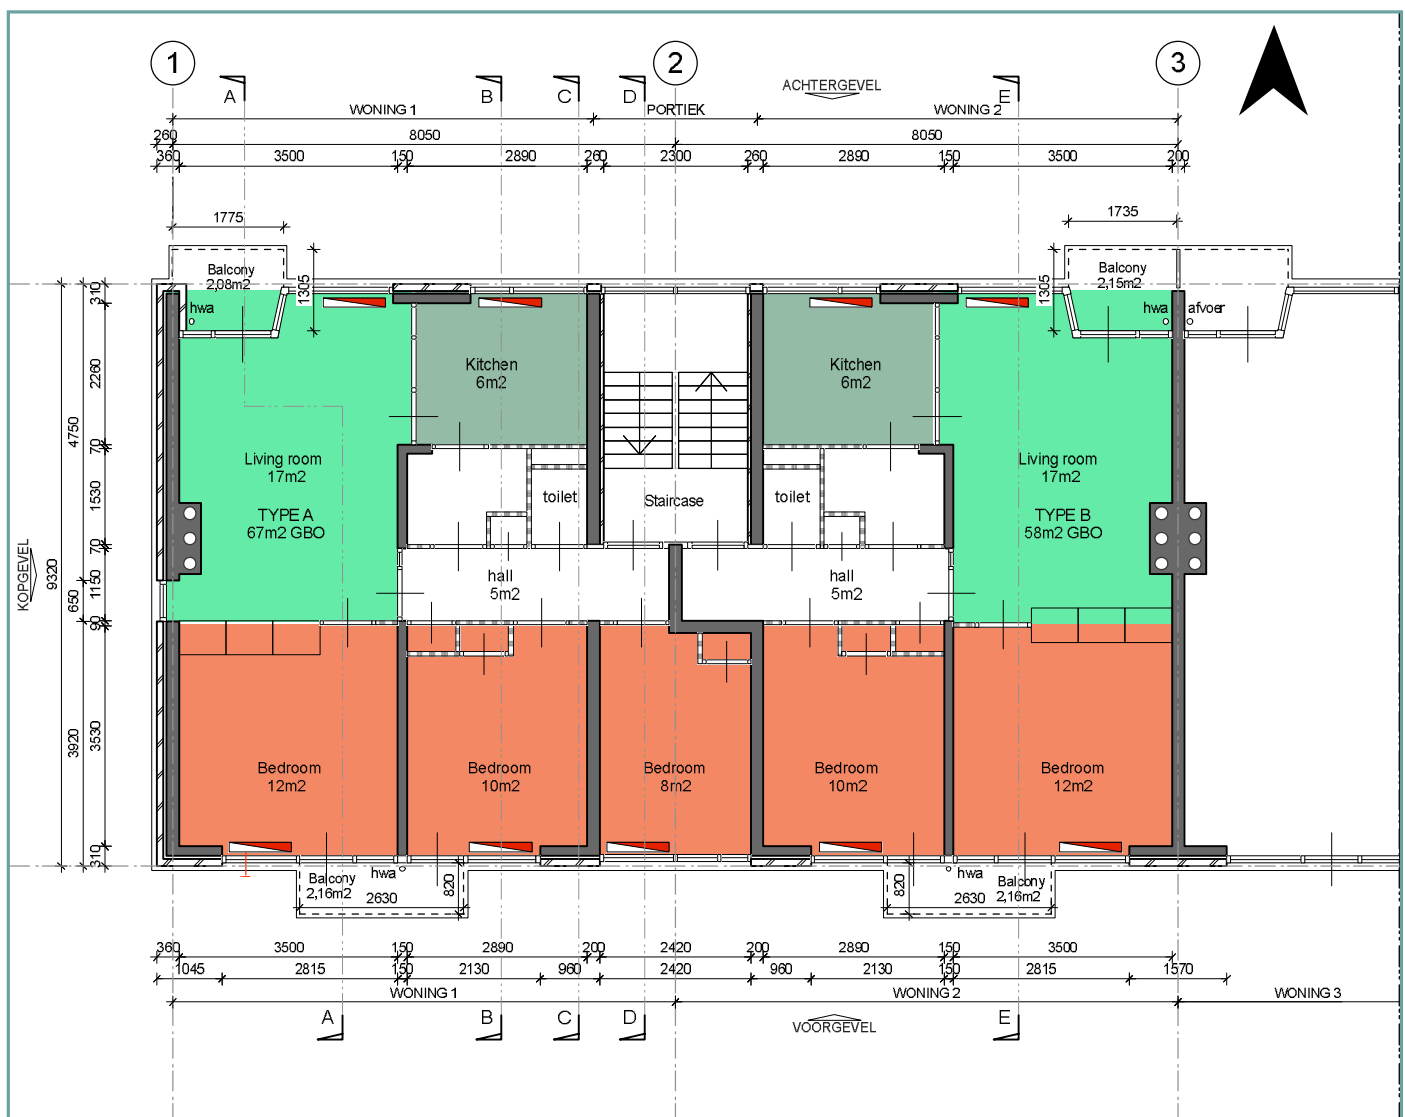 1
2
3
A
B
C
D
E
ACHTERGEVEL
WONING 1
PORTIEK
WONING 2
260
8050
8050
360
3500
150
2890
260
2300
260
2890
150
3500
200
1775
1735
Balcony
2,08m2
1305
hwa
Balcony
2,15m2
1305
hwa
afvoer
310
2260
4750
70
1530
70
1150
650
90
9320
3920
3530
310
KOPGEVEL
Kitchen
6m2
Kitchen
6m2
Living room
17m2
TYPE A
67m2 GBO
toilet
Staircase
toilet
Living room
17m2
TYPE B
58m2 GBO
hall
5m2
hall
5m2
Bedroom
12m2
Bedroom
10m2
Bedroom
8m2
Bedroom
10m2
Bedroom
12m2
Balcony
2,16m2
hwa
2630
820
820
hwa
Balcony
2,16m2
2630
360
3500
150
2890
200
2420
200
2890
150
3500
1045
2815
150
2130
960
2420
960
2130
150
2815
1570
WONING 1
WONING 2
WONING 3
A
B
C
D
VOORGEVEL
E